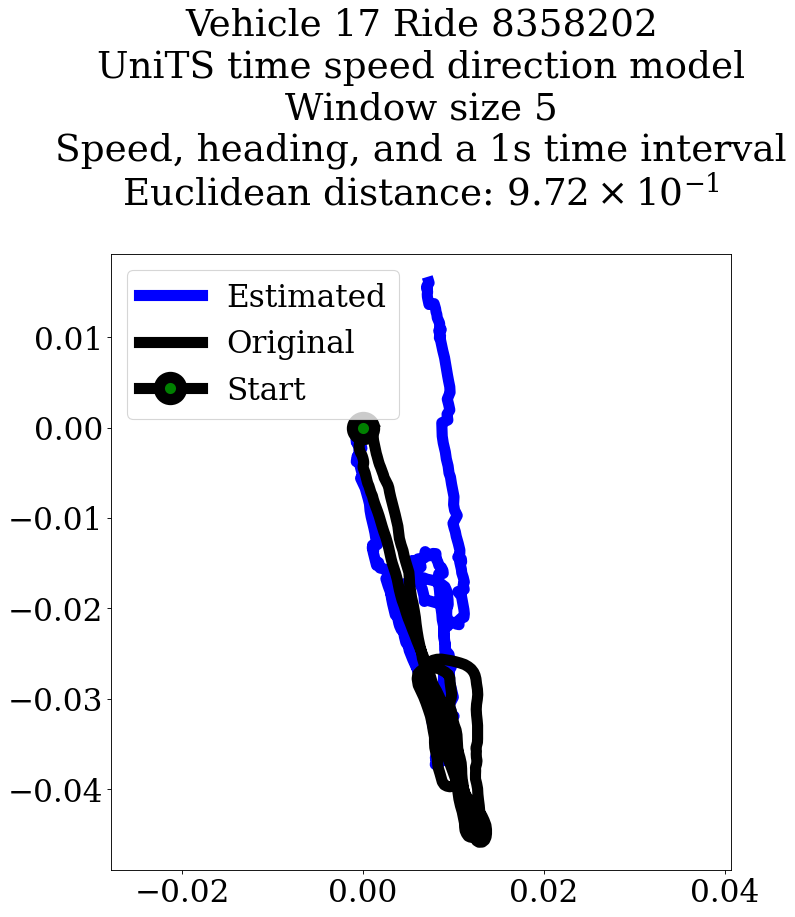 Vehicle 17 Ride 8358202
UniTS time speed direction model
Window size 5
Speed, heading, and a 1s time interval
Euclidean distance: 9.72 × 10⁻¹
Estimated
Original
Start
0.01
0.00
−0.01
−0.02
−0.03
−0.04
−0.02
0.00
0.02
0.04